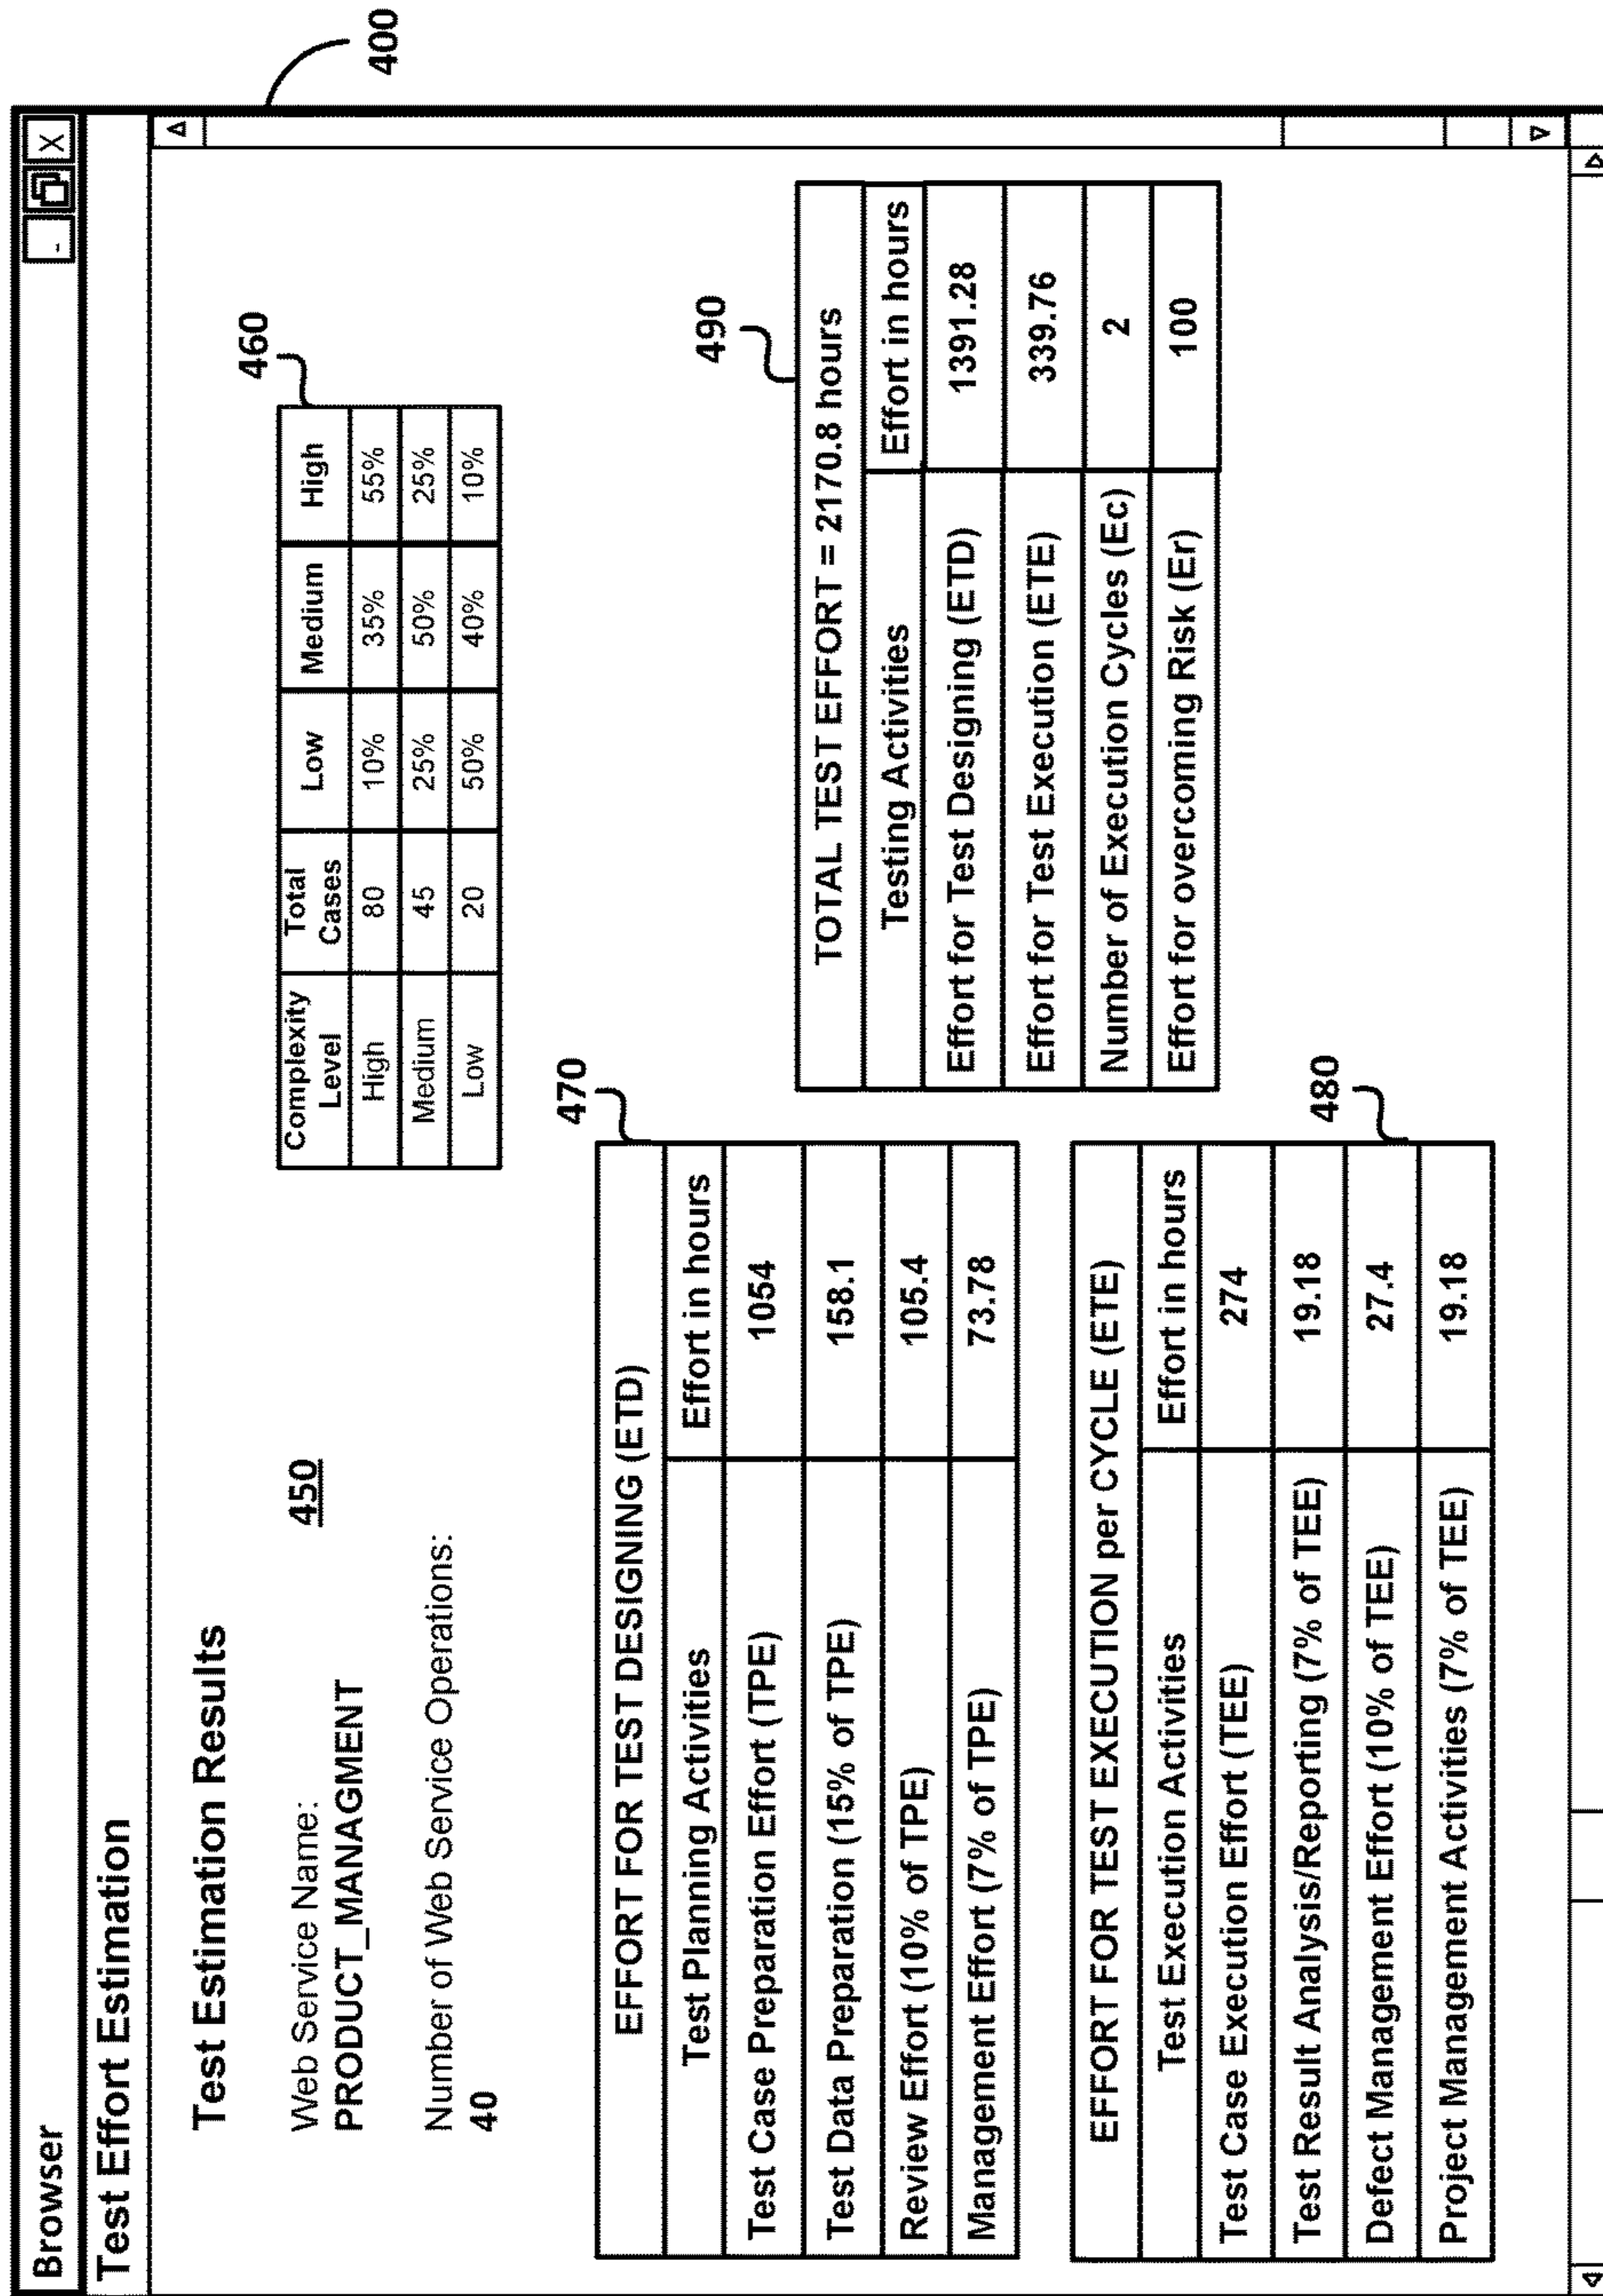 Browser
- X
Test Effort Estimation
400
Test Estimation Results
Web Service Name:
PRODUCT_MANAGMENT
450
Number of Web Service Operations:
40
460
Complexity Level Total Cases Low Medium High
High 80 10% 35% 55%
Medium 45 25% 50% 25%
Low 20 50% 40% 10%
470
EFFORT FOR TEST DESIGNING (ETD)
Test Planning Activities Effort in hours
Test Case Preparation Effort (TPE) 1054
Test Data Preparation (15% of TPE) 158.1
Review Effort (10% of TPE) 105.4
Management Effort (7% of TPE) 73.78
490
TOTAL TEST EFFORT = 2170.8 hours
Testing Activities Effort in hours
Effort for Test Designing (ETD) 1391.28
Effort for Test Execution (ETE) 339.76
Number of Execution Cycles (Ec) 2
Effort for overcoming Risk (Er) 100
480
EFFORT FOR TEST EXECUTION per CYCLE (ETE)
Test Execution Activities Effort in hours
Test Case Execution Effort (TEE) 274
Test Result Analysis/Reporting (7% of TEE) 19.18
Defect Management Effort (10% of TEE) 27.4
Project Management Activities (7% of TEE) 19.18